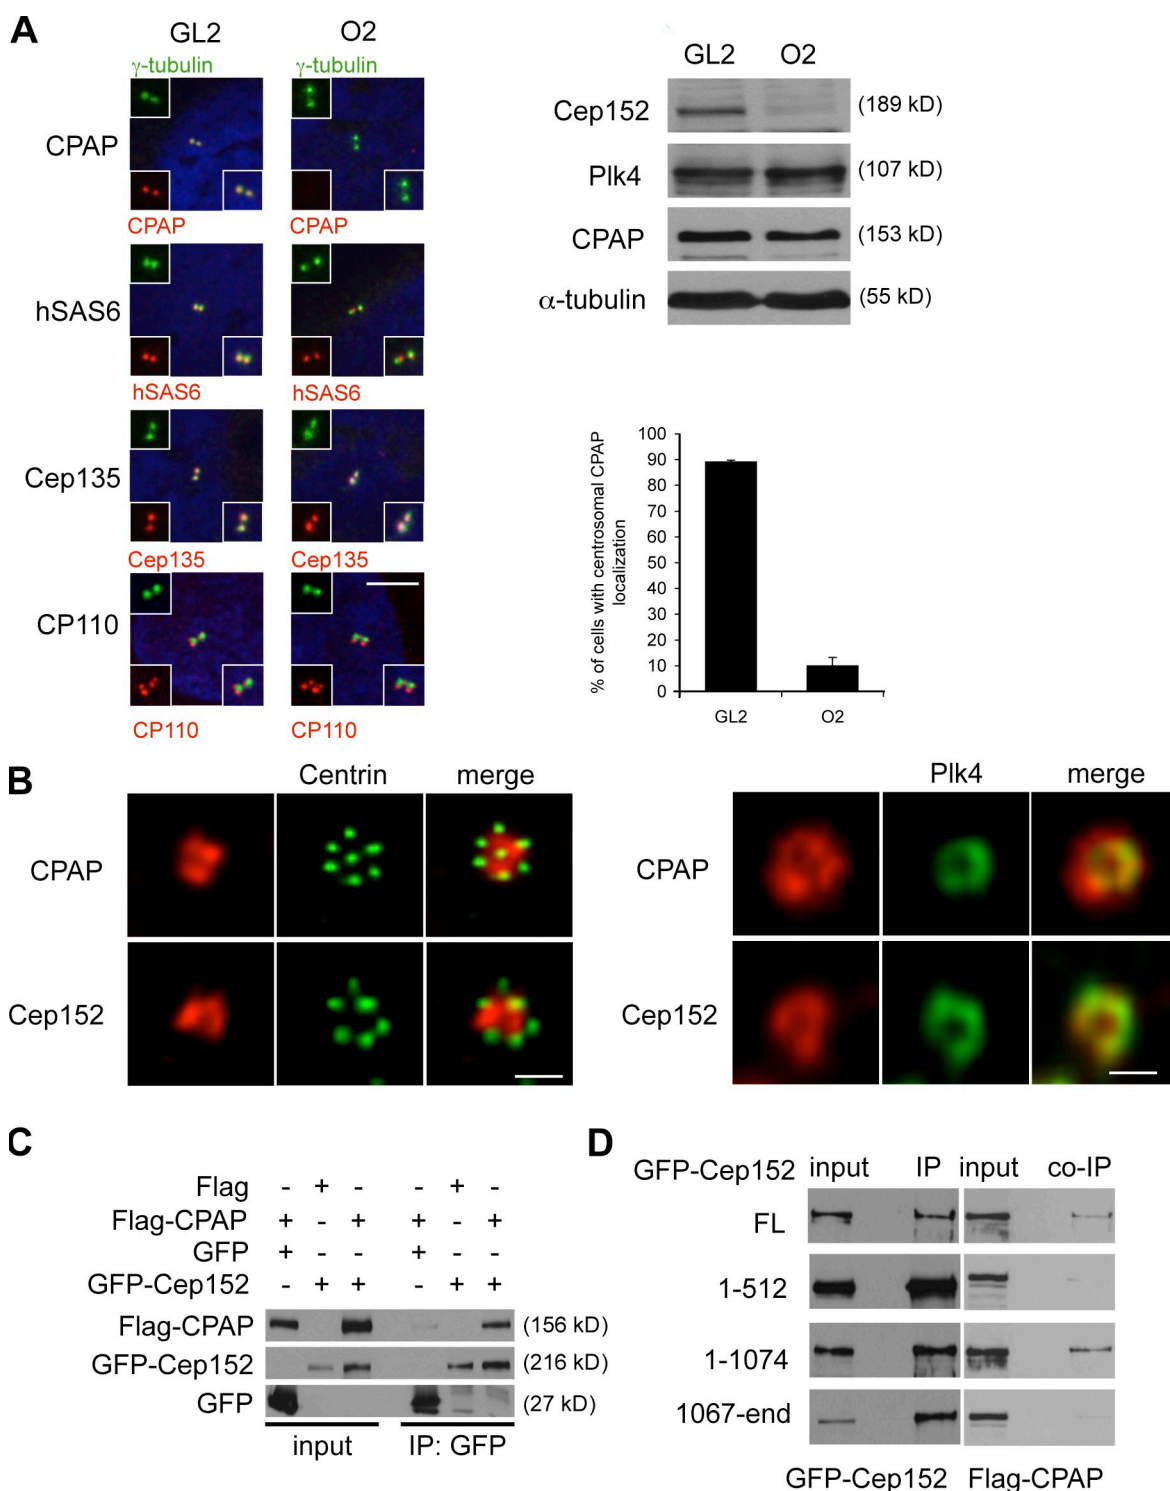 A
GL2 O2
γ-tubulin γ-tubulin
CPAP
CPAP CPAP
hSAS6
hSAS6 hSAS6
Cep135
Cep135 Cep135
CP110
CP110 CP110
GL2 O2
Cep152 (189 kD)
Plk4 (107 kD)
CPAP (153 kD)
α-tubulin (55 kD)
% of cells with centrosomal CPAP
localization
100
90
80
70
60
50
40
30
20
10
0
GL2 O2
B
Centrin merge
CPAP
Cep152
Plk4 merge
CPAP
Cep152
C
Flag - + - - + -
Flag-CPAP + - + + - +
GFP + - - + - -
GFP-Cep152 - + + - + +
Flag-CPAP (156 kD)
GFP-Cep152 (216 kD)
GFP (27 kD)
input IP: GFP
D
GFP-Cep152 input IP input co-IP
FL
1-512
1-1074
1067-end
GFP-Cep152 Flag-CPAP